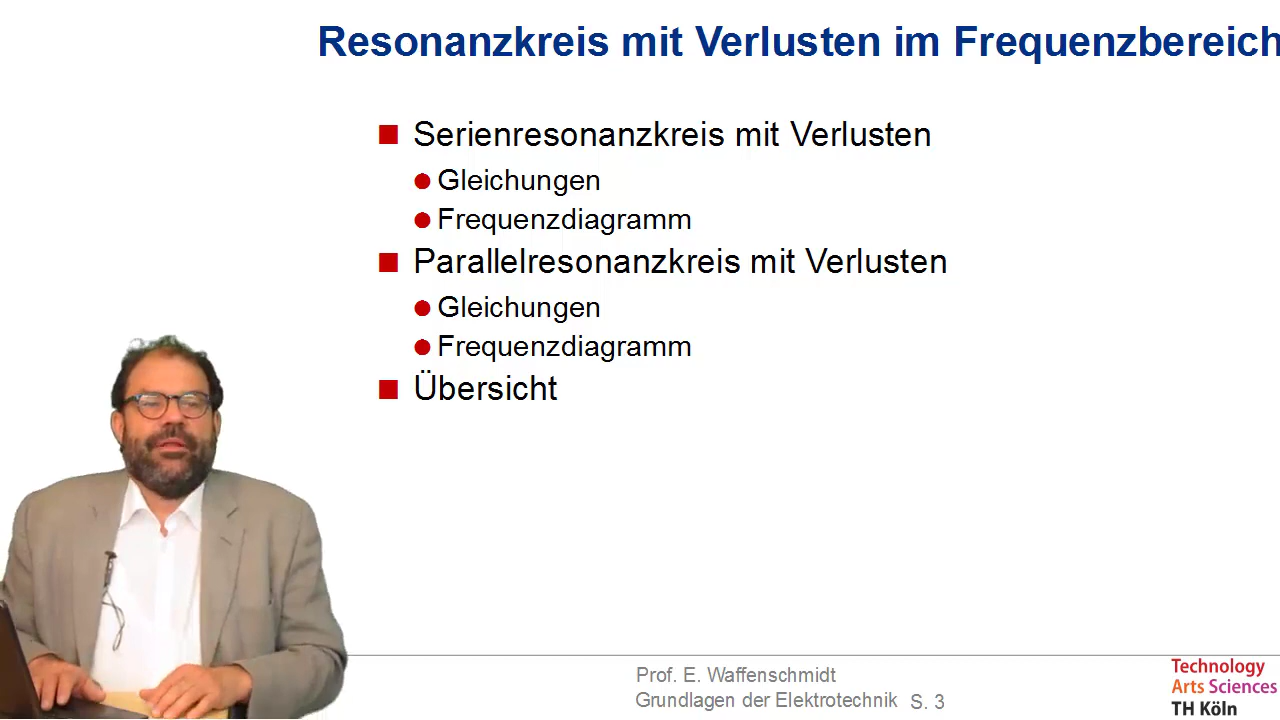 Resonanzkreis mit Verlusten im Frequenzbereich
Serienresonanzkreis mit Verlusten
Gleichungen
Frequenzdiagramm
Parallelresonanzkreis mit Verlusten
Gleichungen
Frequenzdiagramm
Übersicht
Prof. E. Waffenschmidt
Grundlagen der Elektrotechnik S. 3
Technology
Arts Sciences
TH Köln